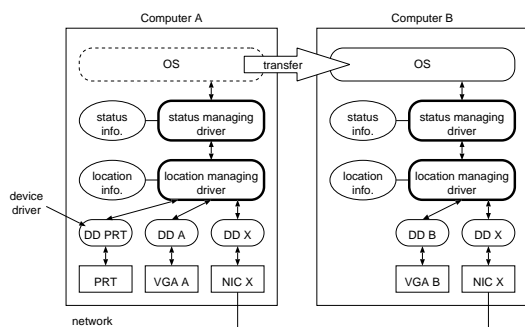 Computer A
Computer B
OS
transfer
OS
status
info.
status managing
driver
status
info.
status managing
driver
location
info.
location managing
driver
location
info.
location managing
driver
device
driver
DD PRT
DD A
DD X
DD B
DD X
PRT
VGA A
NIC X
VGA B
NIC X
network